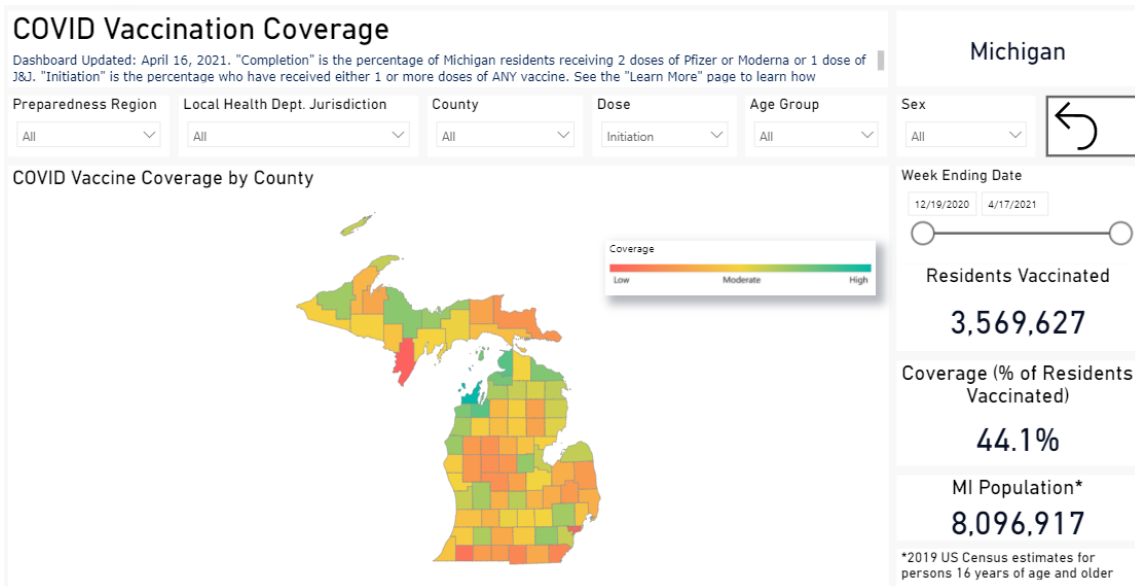 COVID Vaccination Coverage
Dashboard Updated: April 16, 2021. "Completion" is the percentage of Michigan residents receiving 2 doses of Pfizer or Moderna or 1 dose of
J&J. "Initiation" is the percentage who have received either 1 or more doses of ANY vaccine. See the "Learn More" page to learn how
Michigan
Preparedness Region
All
Local Health Dept. Jurisdiction
All
County
All
Dose
Initiation
Age Group
All
Sex
All
COVID Vaccine Coverage by County
Coverage
Low Moderate High
Week Ending Date
12/19/2020 4/17/2021
Residents Vaccinated
3,569,627
Coverage (% of Residents
Vaccinated)
44.1%
MI Population*
8,096,917
*2019 US Census estimates for
persons 16 years of age and older